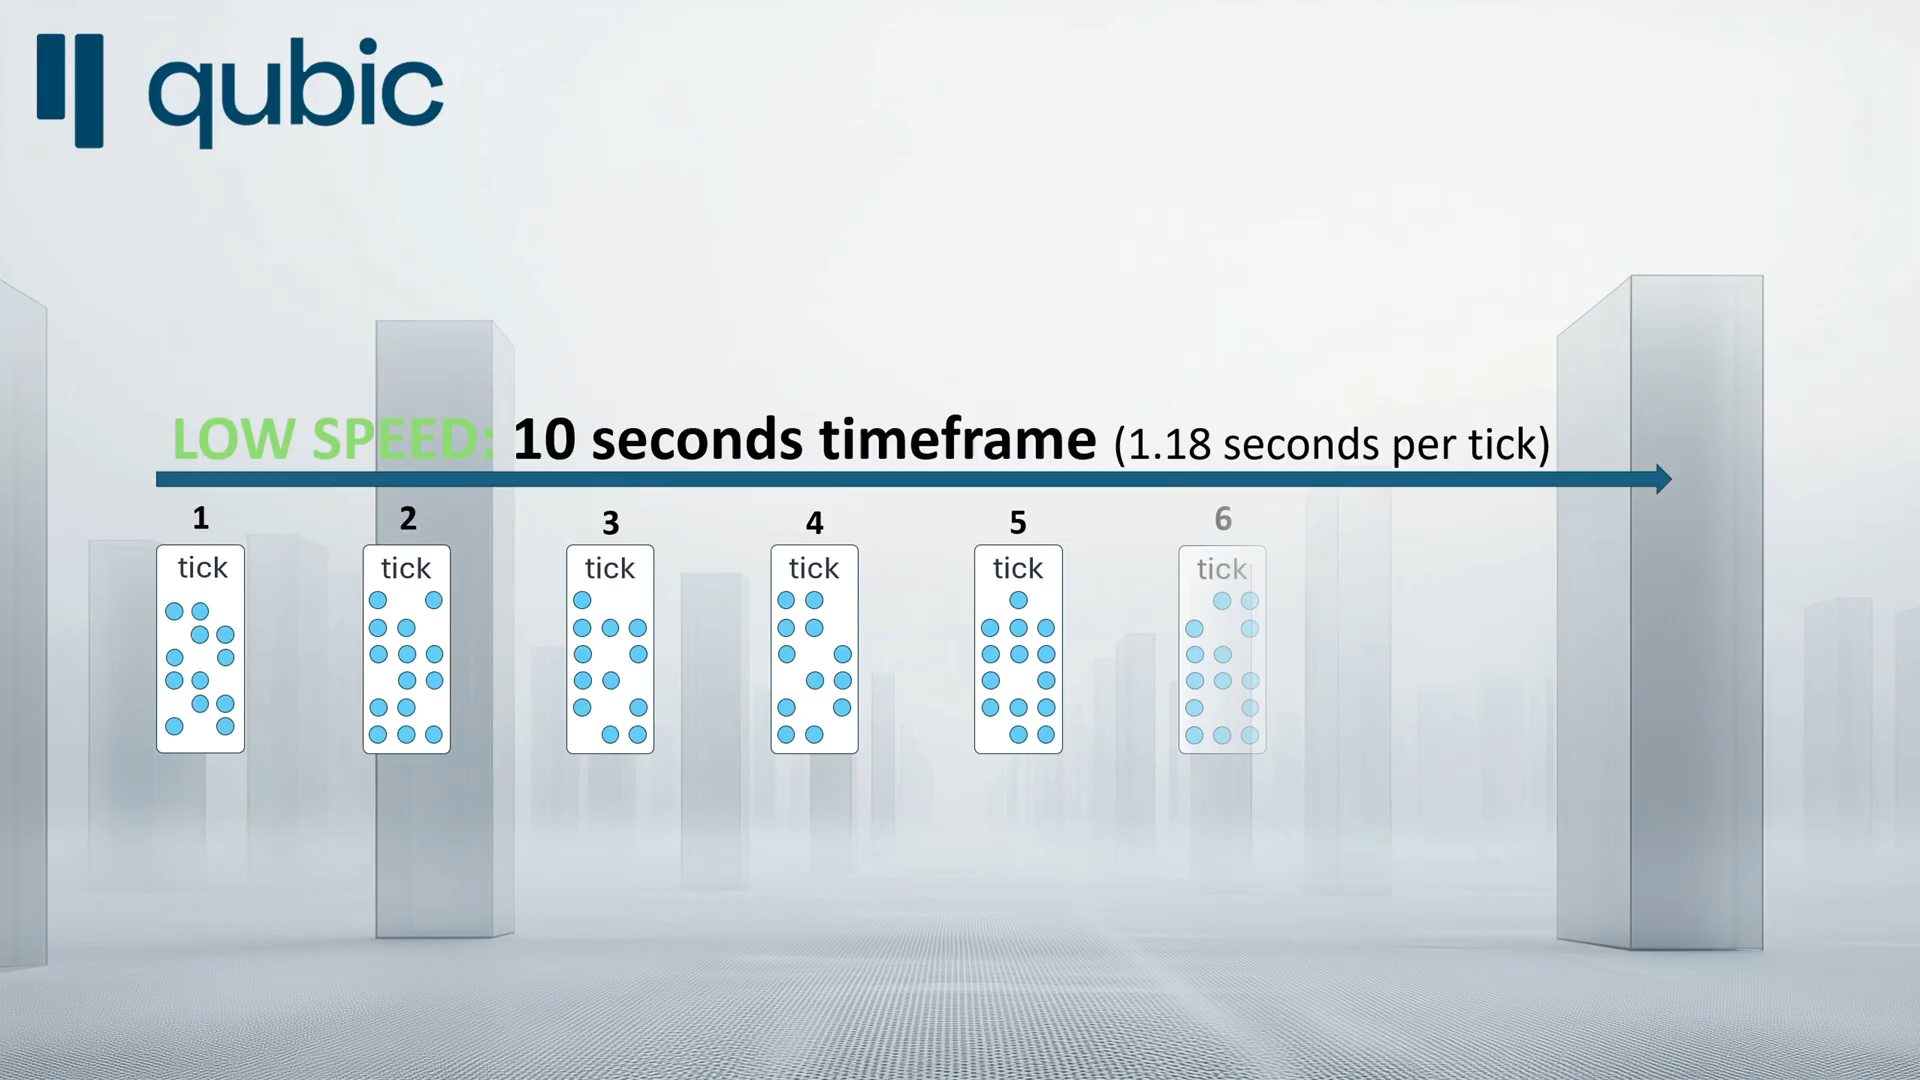 qubic
LOW SPEED: 10 seconds timeframe (1.18 seconds per tick)
1 2 3 4 5 6
tick tick tick tick tick tick